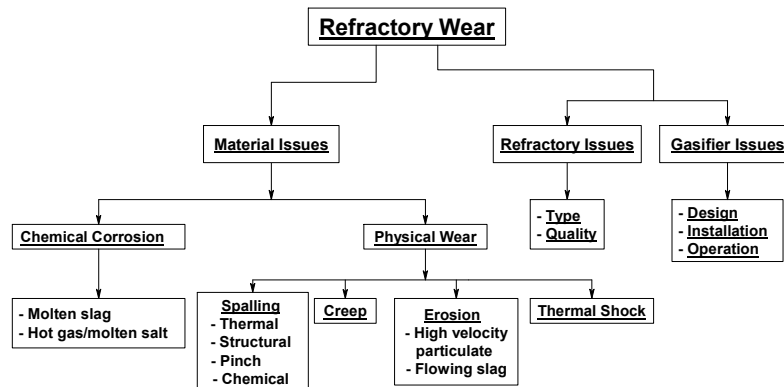 Refractory Wear
Material Issues
Refractory Issues
Gasifier Issues
- Type
- Quality
- Design
- Installation
- Operation
Chemical Corrosion
Physical Wear
- Molten slag
- Hot gas/molten salt
Spalling
- Thermal
- Structural
- Pinch
- Chemical
Creep
Erosion
- High velocity
particulate
- Flowing slag
Thermal Shock